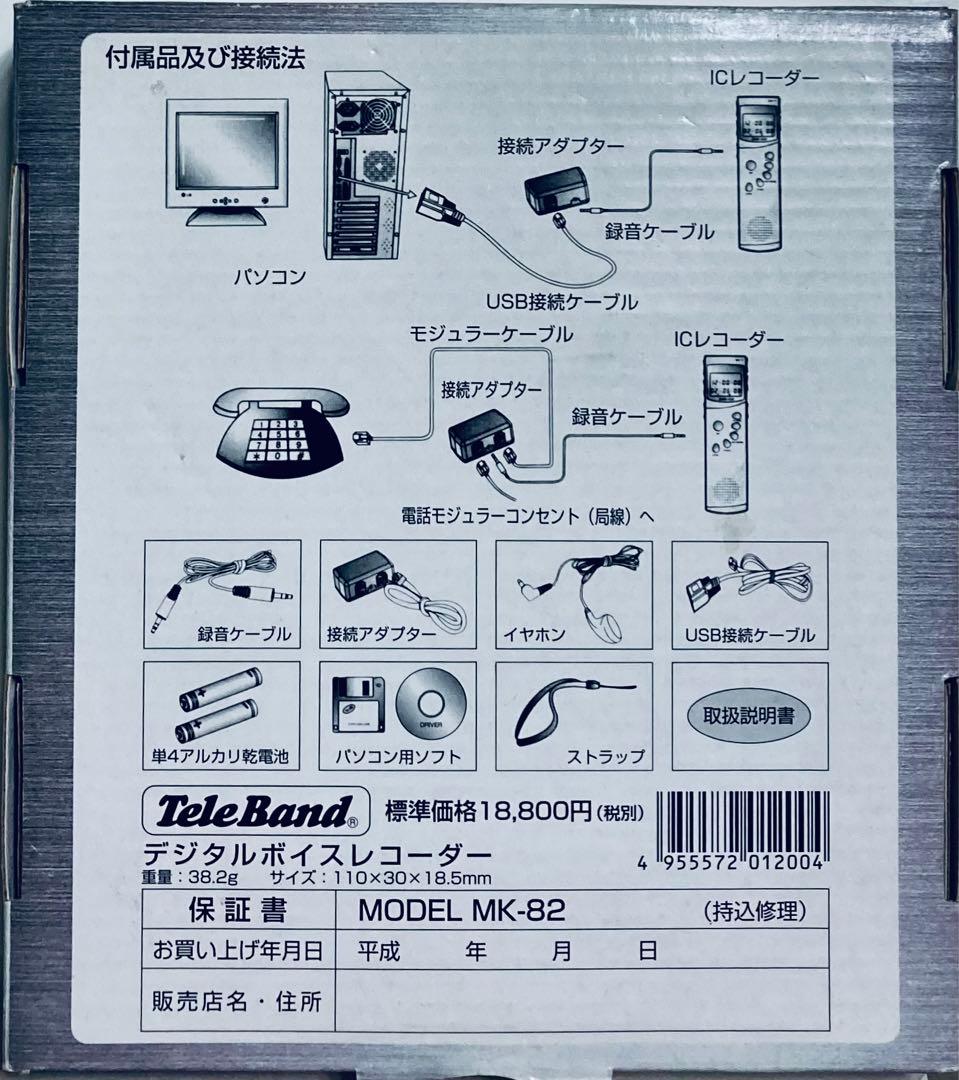 付属品及び接続法
ICレコーダー
接続アダプター
録音ケーブル
パソコン
USB接続ケーブル
モジュラーケーブル
ICレコーダー
接続アダプター
録音ケーブル
1 2 3
4 5 6
7 8 9
* 0 #
電話モジュラーコンセント（局線）へ
録音ケーブル
接続アダプター
イヤホン
USB接続ケーブル
DRIVER
取扱説明書
単4アルカリ乾電池
パソコン用ソフト
ストラップ
TeleBand®
標準価格18,800円（税別）
4 955572 012004
デジタルボイスレコーダー
重量：38.2g サイズ：110×30×18.5mm
保証書 MODEL MK-82 （持込修理）
お買い上げ年月日 平成 年 月 日
販売店名・住所